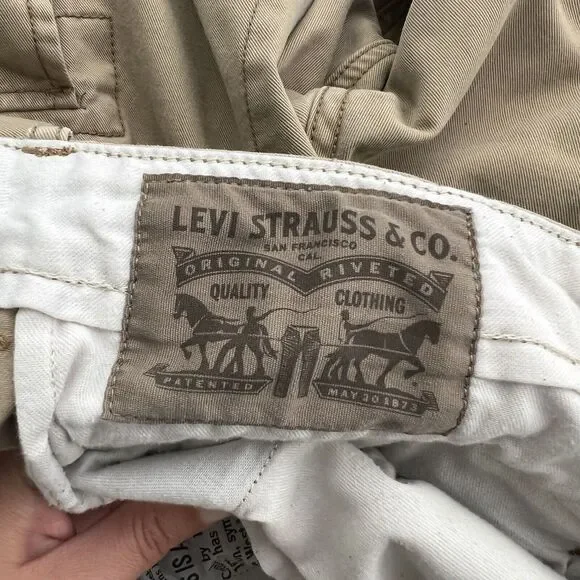 LEVI STRAUSS & CO.
SAN FRANCISCO
CAL.
ORIGINAL RIVETED
QUALITY CLOTHING
PATENTED MAY 20 1873